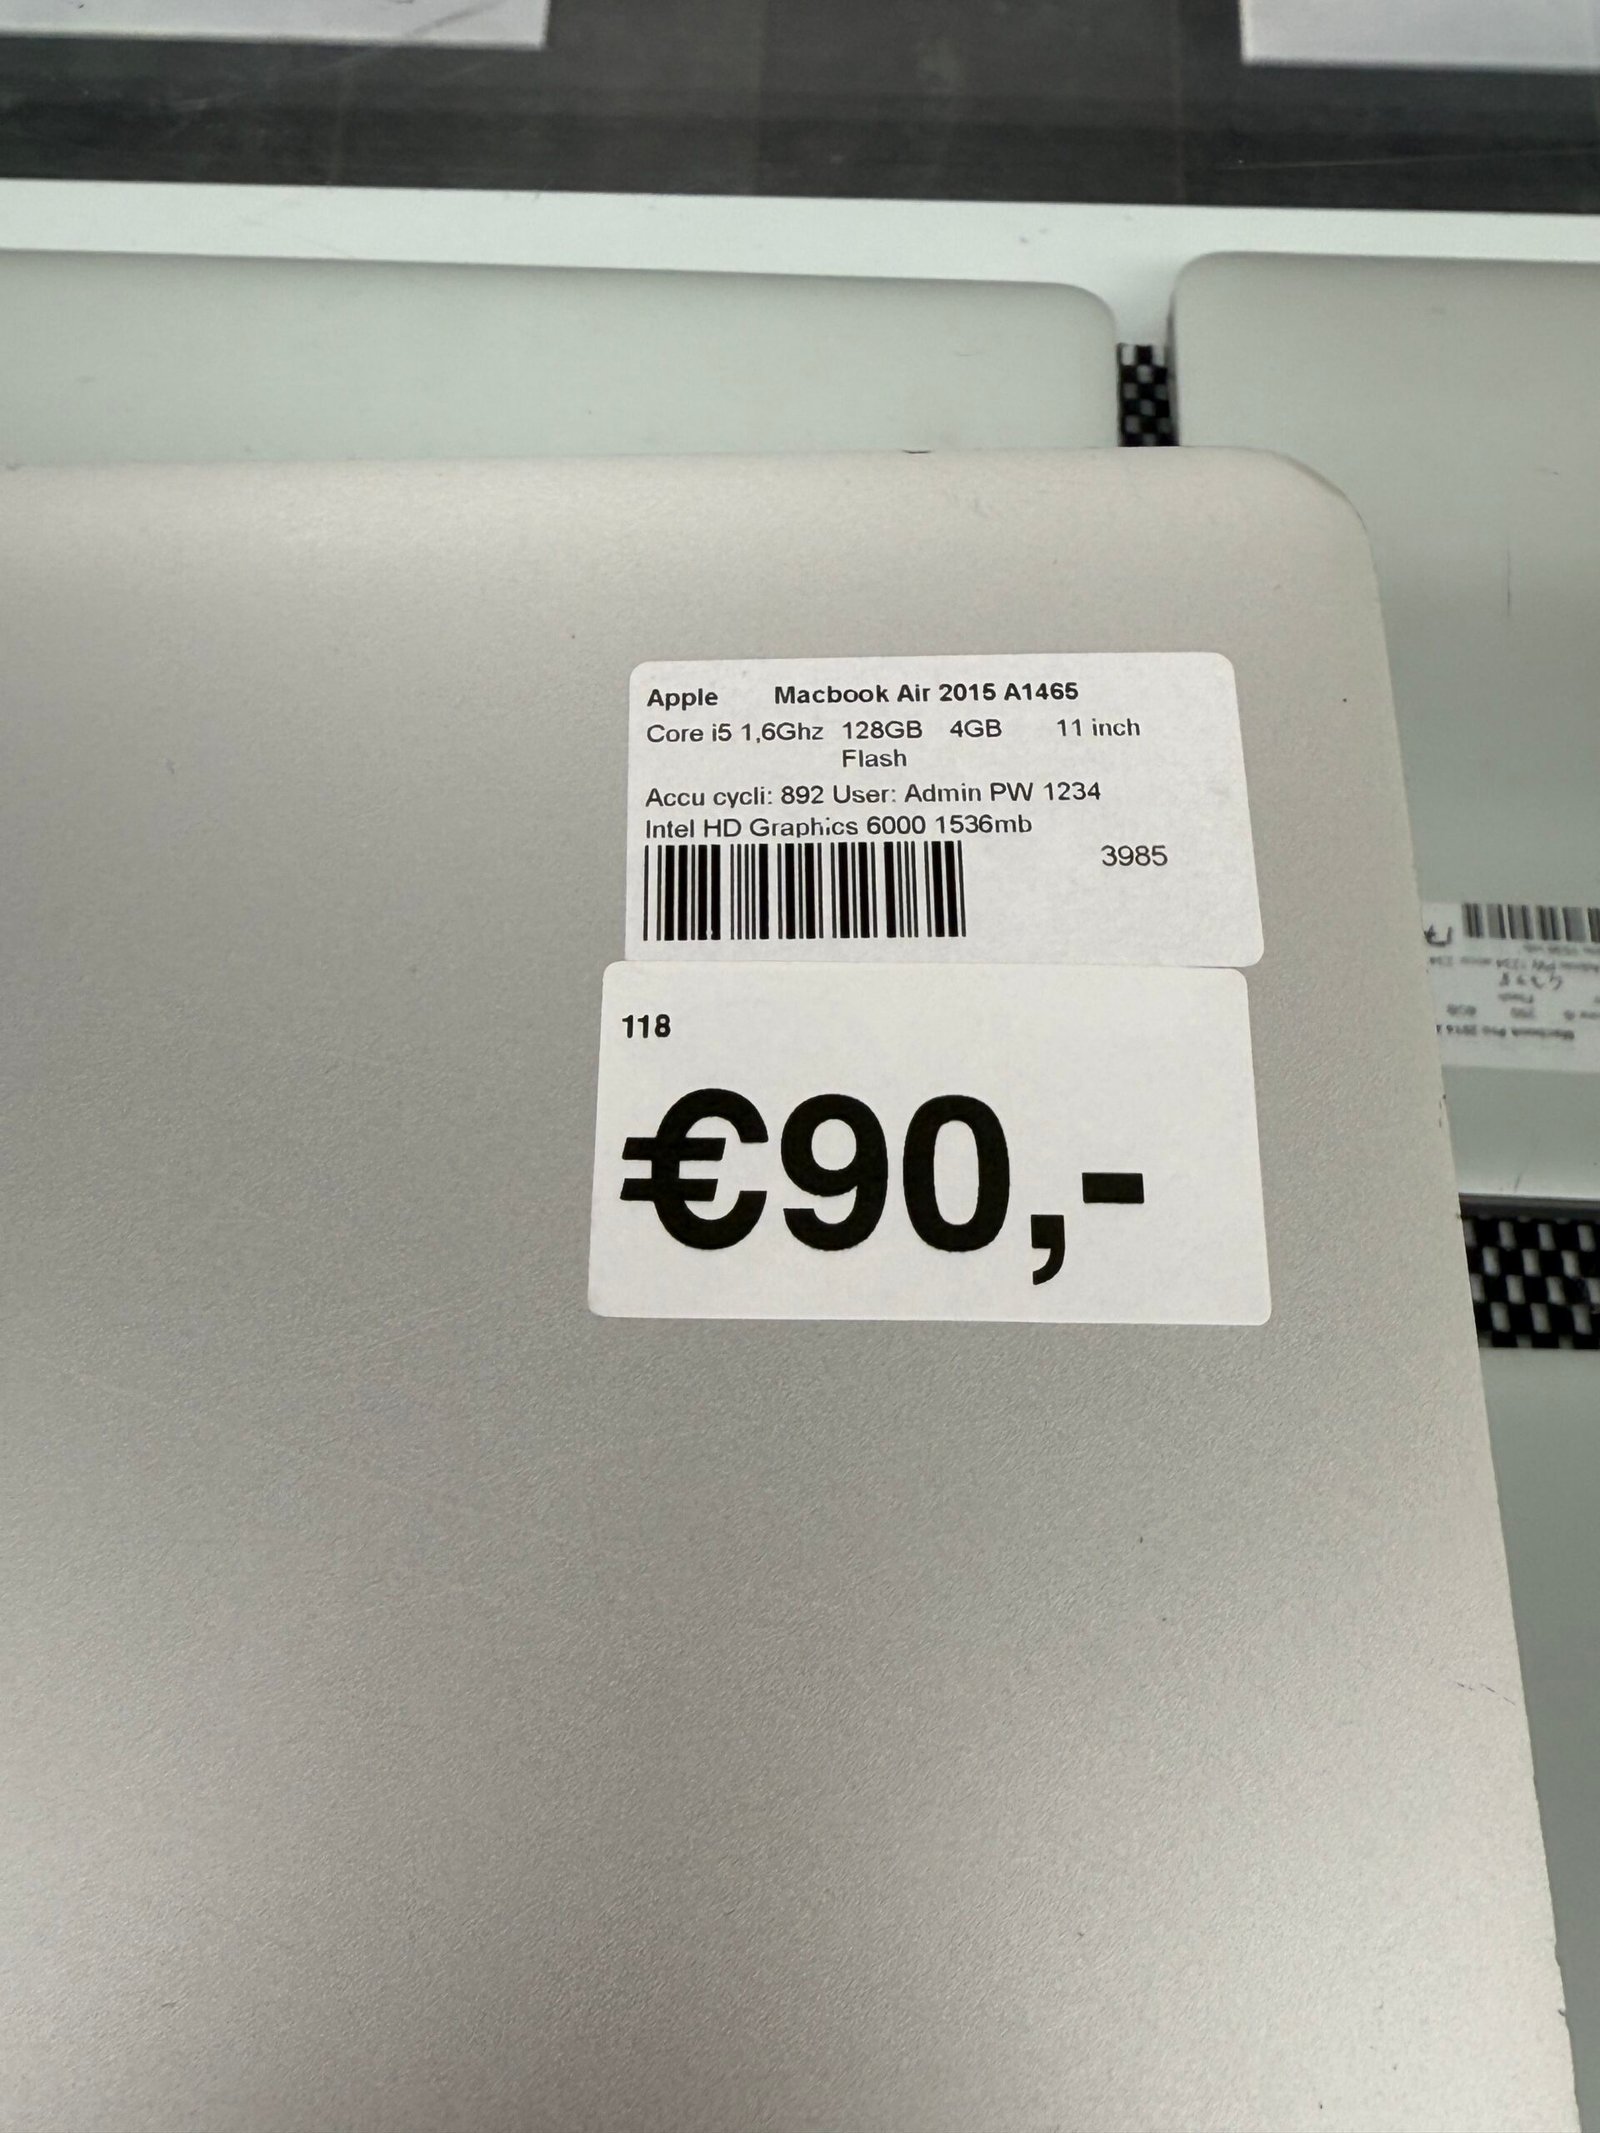 Apple Macbook Air 2015 A1465
Core i5 1,6Ghz 128GB 4GB 11 inch
Flash
Accu cycli: 892 User: Admin PW 1234
Intel HD Graphics 6000 1536mb
3985
118
€90,-